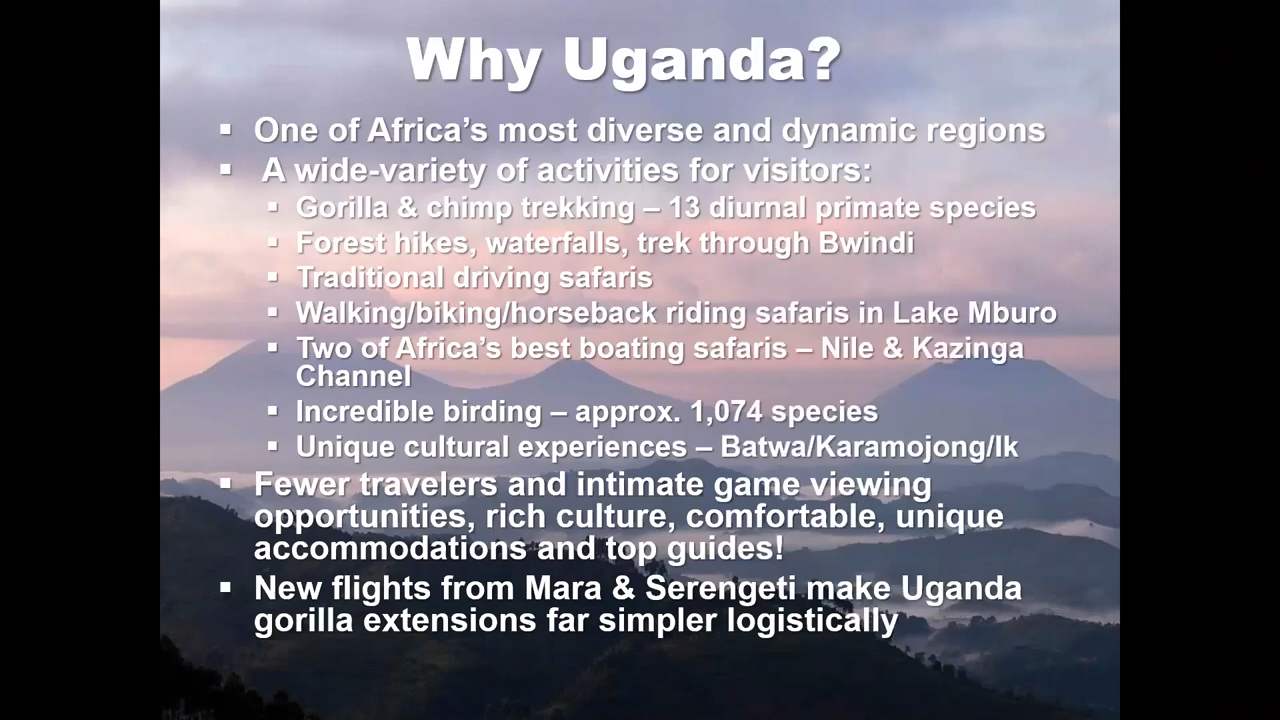 Why Uganda?
▪ One of Africa’s most diverse and dynamic regions
▪ A wide-variety of activities for visitors:
▪ Gorilla & chimp trekking – 13 diurnal primate species
▪ Forest hikes, waterfalls, trek through Bwindi
▪ Traditional driving safaris
▪ Walking/biking/horseback riding safaris in Lake Mburo
▪ Two of Africa’s best boating safaris – Nile & Kazinga
Channel
▪ Incredible birding – approx. 1,074 species
▪ Unique cultural experiences – Batwa/Karamojong/Ik
▪ Fewer travelers and intimate game viewing
opportunities, rich culture, comfortable, unique
accommodations and top guides!
▪ New flights from Mara & Serengeti make Uganda
gorilla extensions far simpler logistically